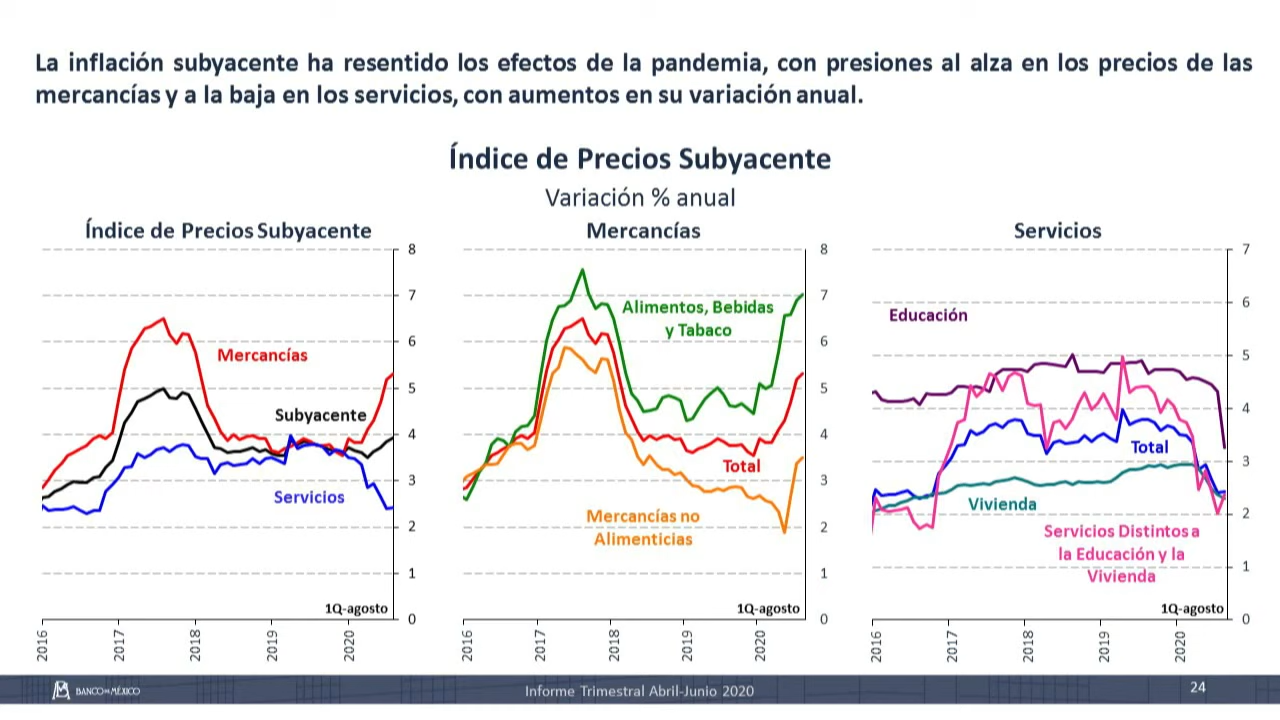 La inflación subyacente ha resentido los efectos de la pandemia, con presiones al alza en los precios de las
mercancías y a la baja en los servicios, con aumentos en su variación anual.
Índice de Precios Subyacente
Variación % anual
Índice de Precios Subyacente
8
7
6
5
4
3
2
1
0
Mercancías
Subyacente
Servicios
1Q-agosto
2016
2017
2018
2019
2020
Mercancías
8
7
6
5
4
3
2
1
0
Alimentos, Bebidas
y Tabaco
Total
Mercancías no
Alimenticias
1Q-agosto
2016
2017
2018
2019
2020
Servicios
7
6
5
4
3
2
1
0
Educación
Total
Vivienda
Servicios Distintos a
la Educación y la
Vivienda
1Q-agosto
2016
2017
2018
2019
2020
BANCO DE MÉXICO
Informe Trimestral Abril-Junio 2020
24